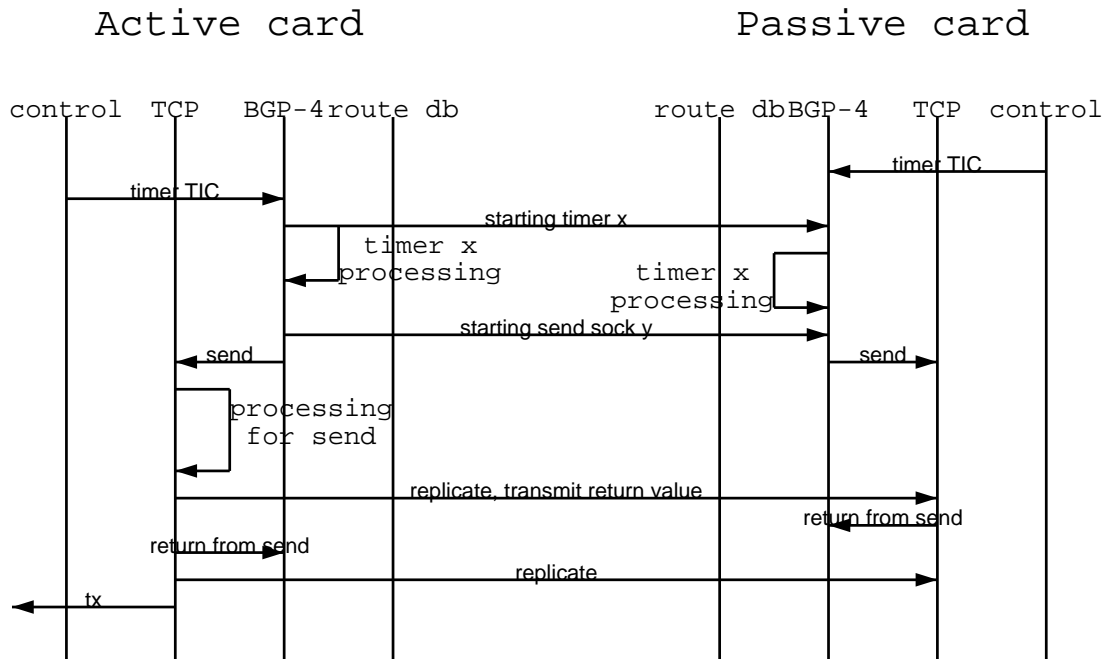 Active card
Passive card
control TCP BGP-4 route db
route db BGP-4 TCP control
timer TIC
timer TIC
starting timer x
timer x
processing
timer x
processing
starting send sock y
send
send
processing
for send
replicate, transmit return value
return from send
return from send
replicate
tx